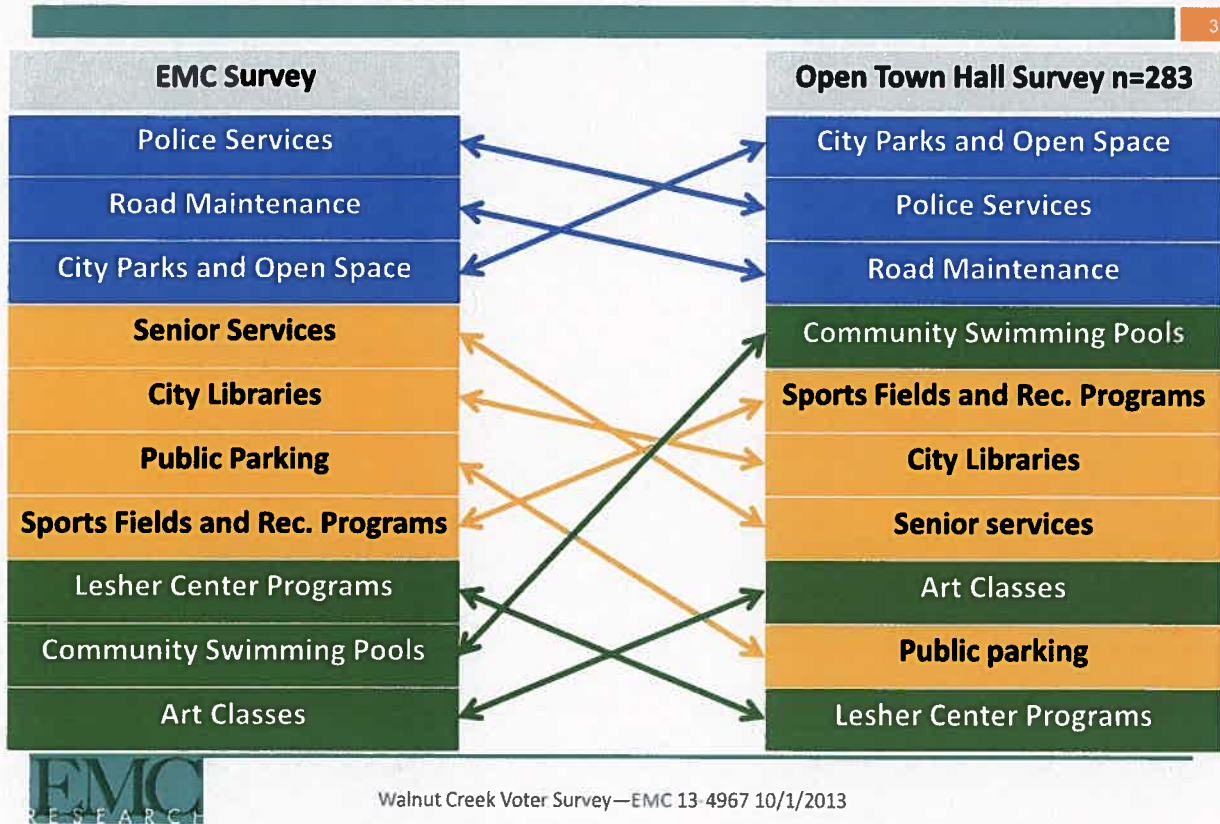 3
EMC Survey
Police Services
Road Maintenance
City Parks and Open Space
Senior Services
City Libraries
Public Parking
Sports Fields and Rec. Programs
Lesher Center Programs
Community Swimming Pools
Art Classes
Open Town Hall Survey n=283
City Parks and Open Space
Police Services
Road Maintenance
Community Swimming Pools
Sports Fields and Rec. Programs
City Libraries
Senior services
Art Classes
Public parking
Lesher Center Programs
EMC
RESEARCH
Walnut Creek Voter Survey—EMC 13-4967 10/1/2013